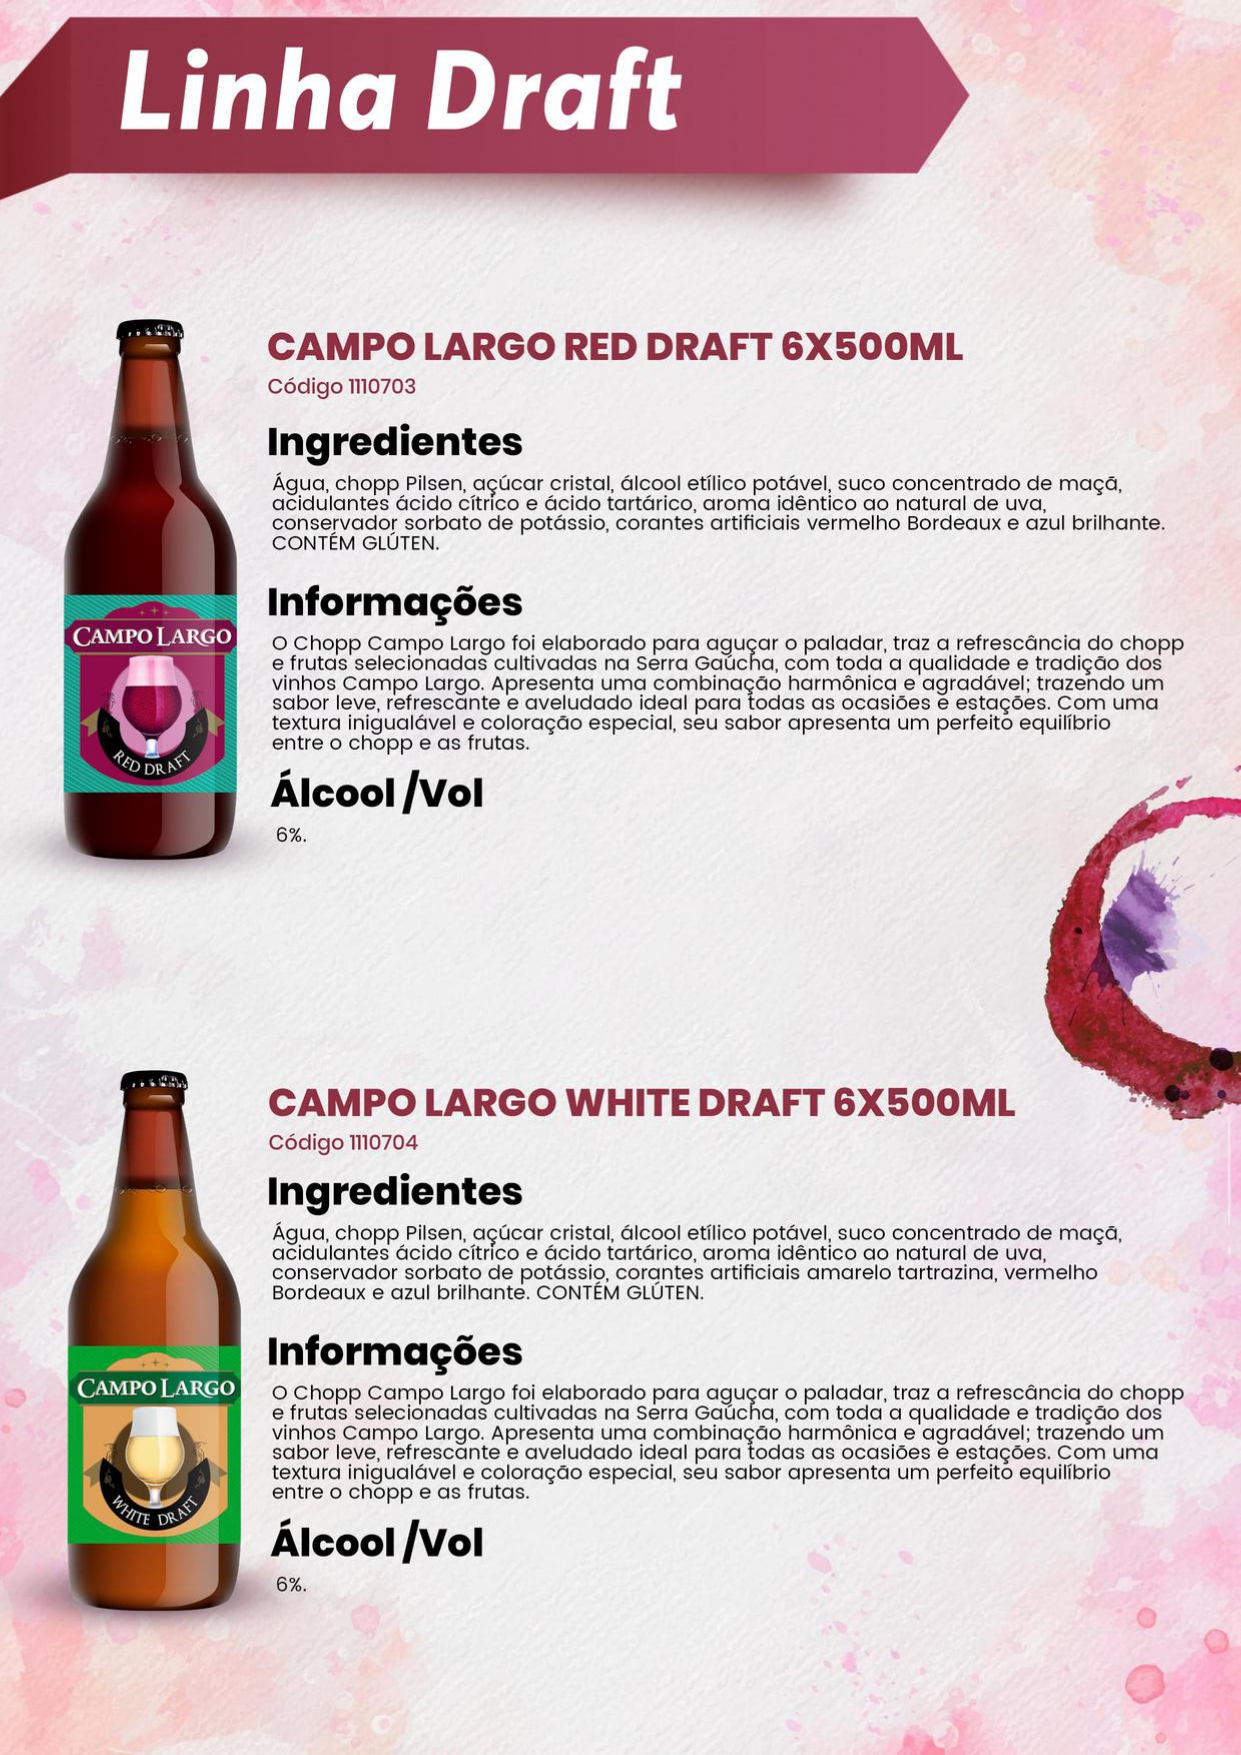 Linha Draft
CAMPO LARGO RED DRAFT 6X500ML
Código 1110703
Ingredientes
Água, chopp Pilsen, açúcar cristal, álcool etílico potável, suco concentrado de maçã,
acidulantes ácido cítrico e ácido tartárico, aroma idêntico ao natural de uva,
conservador sorbato de potássio, corantes artificiais vermelho Bordeaux e azul brilhante.
CONTÉM GLÚTEN.
Informações
O Chopp Campo Largo foi elaborado para aguçar o paladar, traz a refrescância do chopp
e frutas selecionadas cultivadas na Serra Gaúcha, com toda a qualidade e tradição dos
vinhos Campo Largo. Apresenta uma combinação harmônica e agradável; trazendo um
sabor leve, refrescante e aveludado ideal para todas as ocasiões e estações. Com uma
textura inigualável e coloração especial, seu sabor apresenta um perfeito equilíbrio
entre o chopp e as frutas.
Álcool /Vol
6%.
CAMPO LARGO
RED DRAFT
CAMPO LARGO WHITE DRAFT 6X500ML
Código 1110704
Ingredientes
Água, chopp Pilsen, açúcar cristal, álcool etílico potável, suco concentrado de maçã,
acidulantes ácido cítrico e ácido tartárico, aroma idêntico ao natural de uva,
conservador sorbato de potássio, corantes artificiais amarelo tartrazina, vermelho
Bordeaux e azul brilhante. CONTÉM GLÚTEN.
Informações
O Chopp Campo Largo foi elaborado para aguçar o paladar, traz a refrescância do chopp
e frutas selecionadas cultivadas na Serra Gaúcha, com toda a qualidade e tradição dos
vinhos Campo Largo. Apresenta uma combinação harmônica e agradável; trazendo um
sabor leve, refrescante e aveludado ideal para todas as ocasiões e estações. Com uma
textura inigualável e coloração especial, seu sabor apresenta um perfeito equilíbrio
entre o chopp e as frutas.
Álcool /Vol
6%.
CAMPO LARGO
WHITE DRAFT